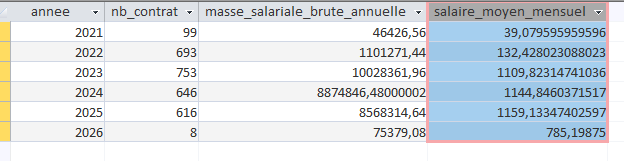 annee nb_contrat masse_salariale_brute_annuelle salaire_moyen_mensuel
2021 99 46426,56 39,079595959596
2022 693 1101271,44 132,428023088023
2023 753 10028361,96 1109,82314741036
2024 646 8874846,48000002 1144,8460371517
2025 616 8568314,64 1159,13347402597
2026 8 75379,08 785,19875